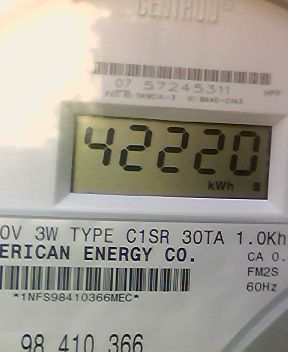 CENTRON
07 57245311
42220
kWh
0V 3W TYPE C1SR 30TA 1.0Kh
ERICAN ENERGY CO.
CA 0.
FM2S
*1NFS98410366MEC*
60Hz
98 410 366